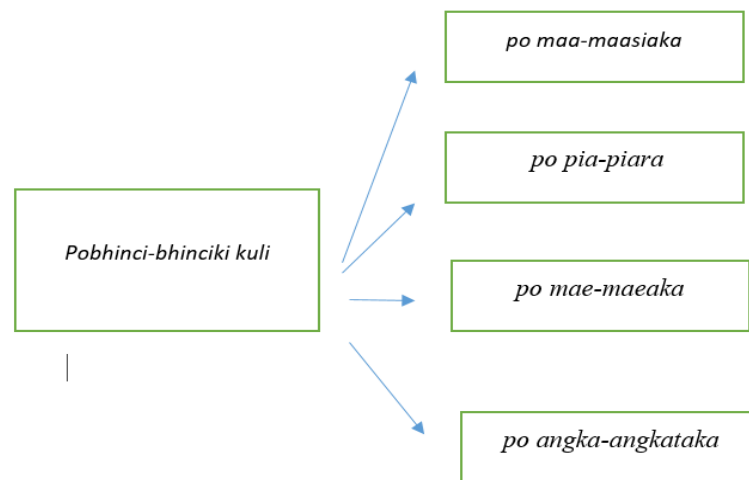 po maa-maasiaka
po pia-piara
Pobhinci-bhinciki kuli
po mae-maeaka
po angka-angkataka